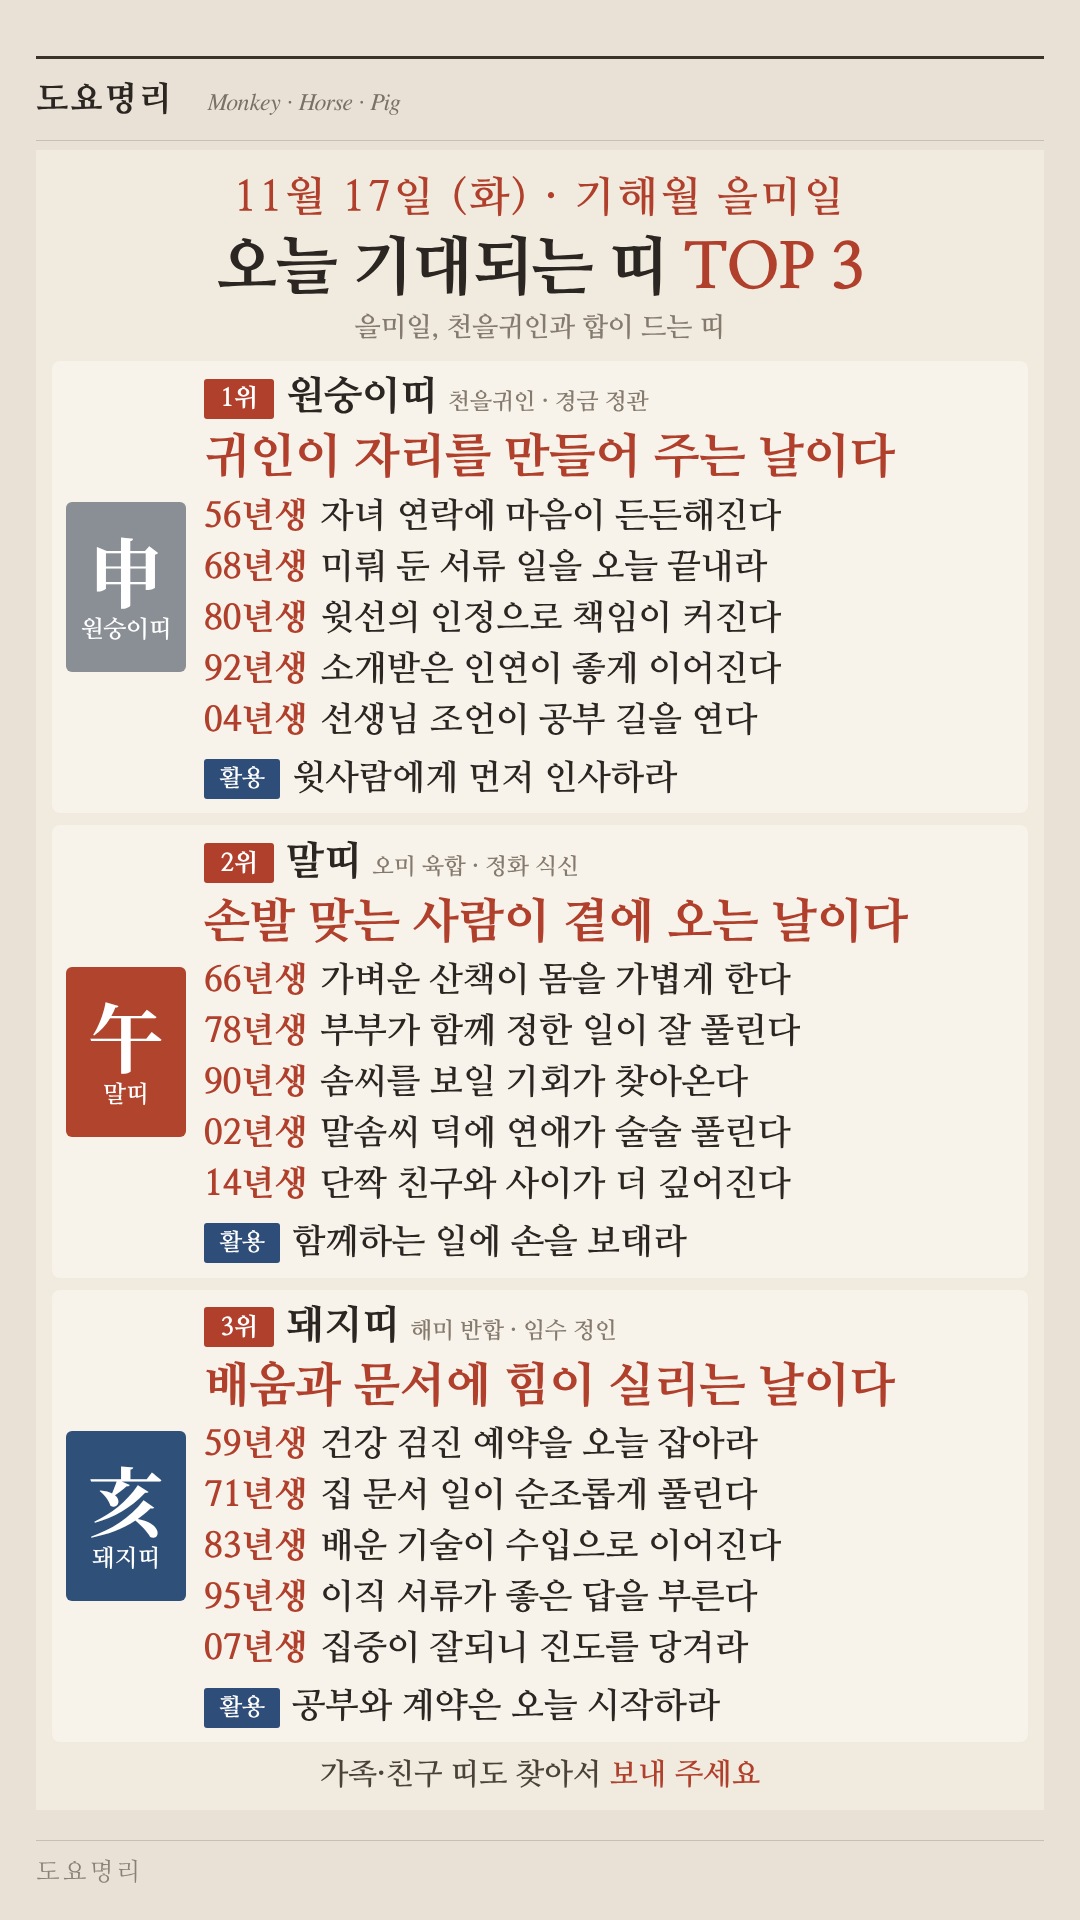 도요명리 Monkey · Horse · Pig
11월 17일 (화) · 기해월 을미일
오늘 기대되는 띠 TOP 3
을미일, 천을귀인과 합이 드는 띠
1위 원숭이띠 천을귀인 · 경금 정관
귀인이 자리를 만들어 주는 날이다
申
원숭이띠
56년생 자녀 연락에 마음이 든든해진다
68년생 미뤄 둔 서류 일을 오늘 끝내라
80년생 윗선의 인정으로 책임이 커진다
92년생 소개받은 인연이 좋게 이어진다
04년생 선생님 조언이 공부 길을 연다
활용 윗사람에게 먼저 인사하라
2위 말띠 오미 육합 · 정화 식신
손발 맞는 사람이 곁에 오는 날이다
午
말띠
66년생 가벼운 산책이 몸을 가볍게 한다
78년생 부부가 함께 정한 일이 잘 풀린다
90년생 솜씨를 보일 기회가 찾아온다
02년생 말솜씨 덕에 연애가 술술 풀린다
14년생 단짝 친구와 사이가 더 깊어진다
활용 함께하는 일에 손을 보태라
3위 돼지띠 해미 반합 · 임수 정인
배움과 문서에 힘이 실리는 날이다
亥
돼지띠
59년생 건강 검진 예약을 오늘 잡아라
71년생 집 문서 일이 순조롭게 풀린다
83년생 배운 기술이 수입으로 이어진다
95년생 이직 서류가 좋은 답을 부른다
07년생 집중이 잘되니 진도를 당겨라
활용 공부와 계약은 오늘 시작하라
가족·친구 띠도 찾아서 보내 주세요
도요명리